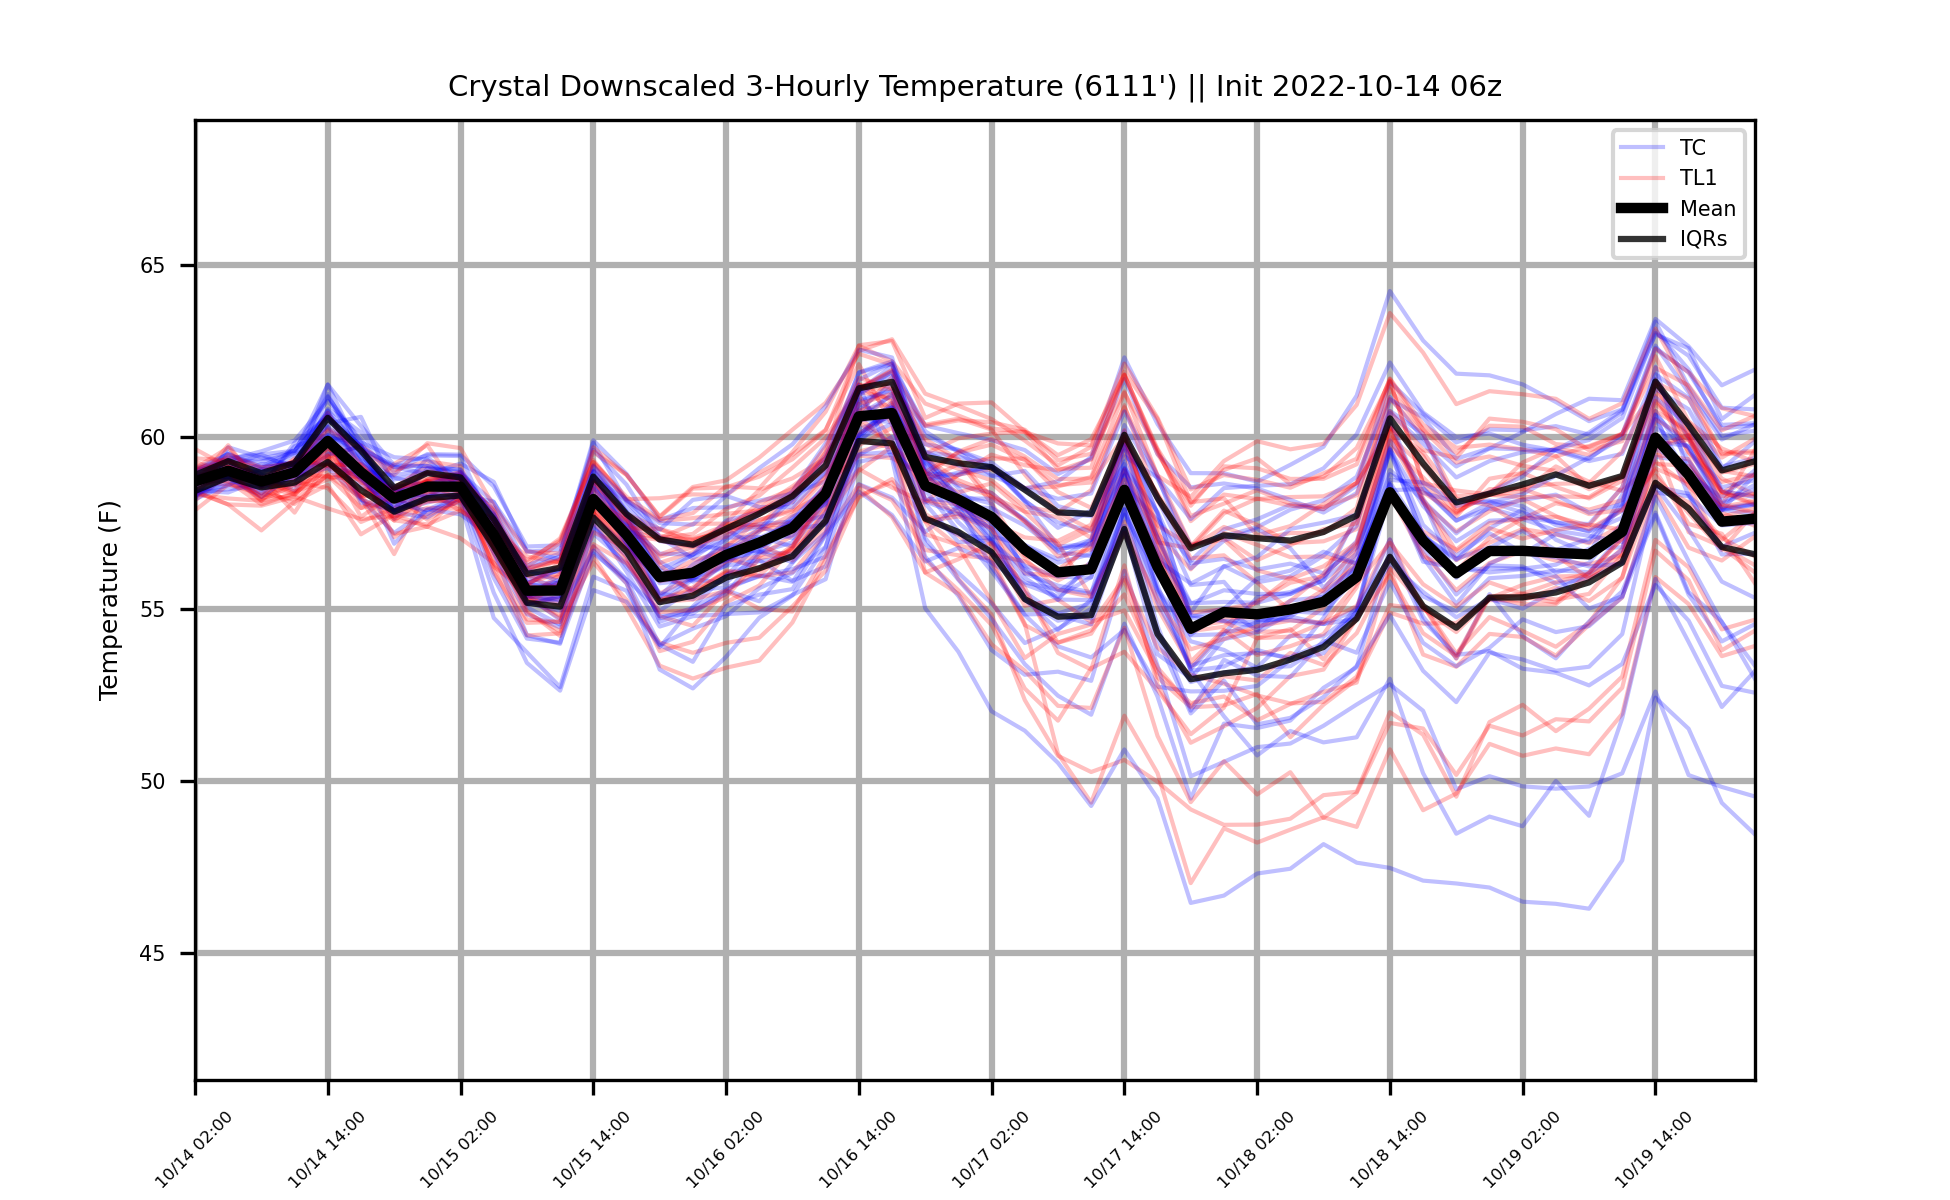 Crystal Downscaled 3-Hourly Temperature (6111') || Init 2022-10-14 06z
TC
TL1
Mean
IQRs
Temperature (F)
65
60
55
50
45
10/14 02:00
10/14 14:00
10/15 02:00
10/15 14:00
10/16 02:00
10/16 14:00
10/17 02:00
10/17 14:00
10/18 02:00
10/18 14:00
10/19 02:00
10/19 14:00